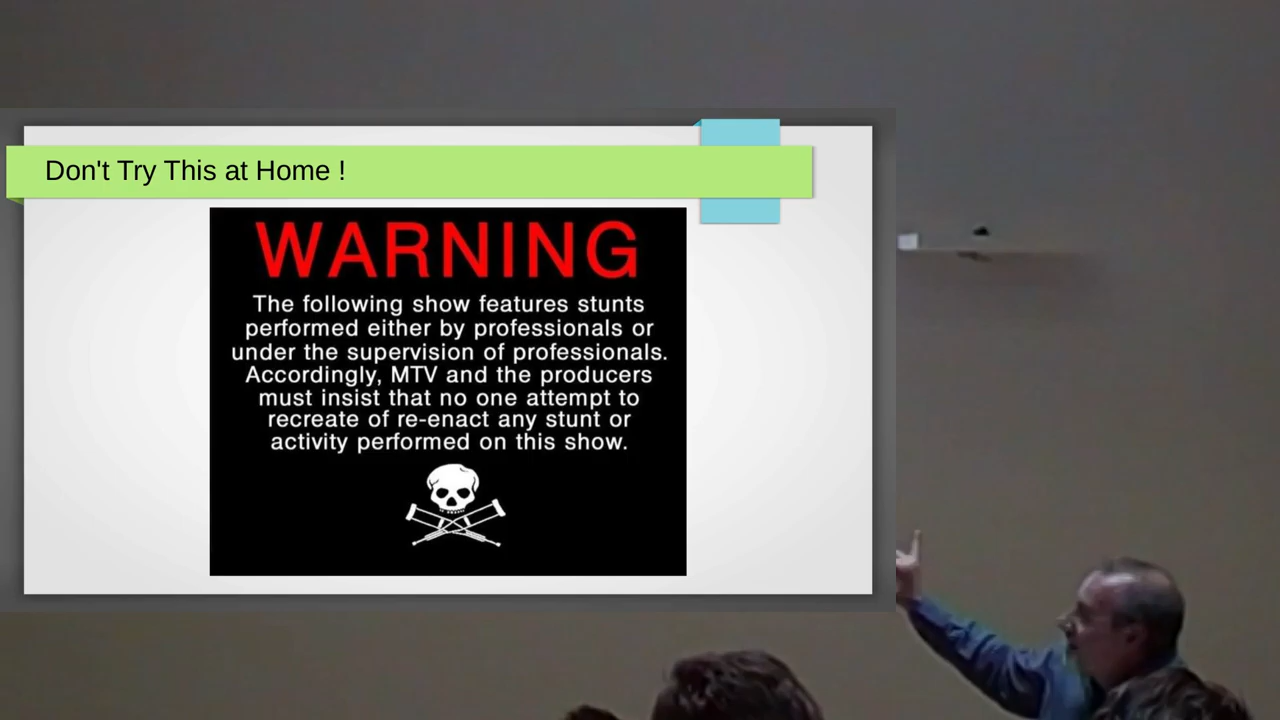 Don't Try This at Home !
WARNING
The following show features stunts
performed either by professionals or
under the supervision of professionals.
Accordingly, MTV and the producers
must insist that no one attempt to
recreate of re-enact any stunt or
activity performed on this show.